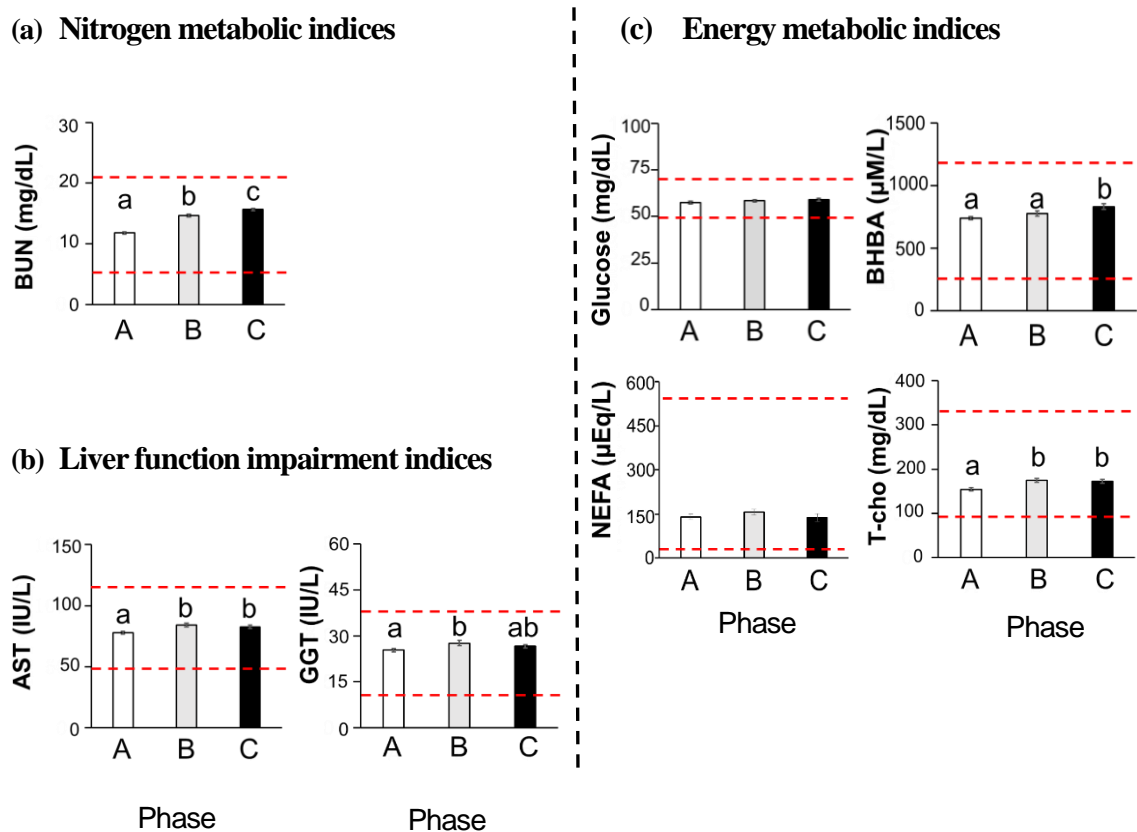 (a) Nitrogen metabolic indices
BUN (mg/dL)
30
20
10
0
a
b
c
A
B
C
(b) Liver function impairment indices
AST (IU/L)
150
100
50
0
a
b
b
A
B
C
Phase
GGT (IU/L)
60
45
30
15
0
a
b
ab
A
B
C
Phase
(c) Energy metabolic indices
Glucose (mg/dL)
100
75
50
25
0
A
B
C
BHBA (µM/L)
1500
1000
500
0
a
a
b
A
B
C
NEFA (µEq/L)
600
450
300
150
0
A
B
C
Phase
T-cho (mg/dL)
400
300
200
100
0
a
b
b
A
B
C
Phase